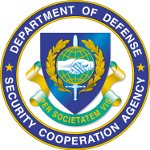 DEPARTMENT OF DEFENSE
SECURITY COOPERATION AGENCY
PER SOCIETATEM VIS